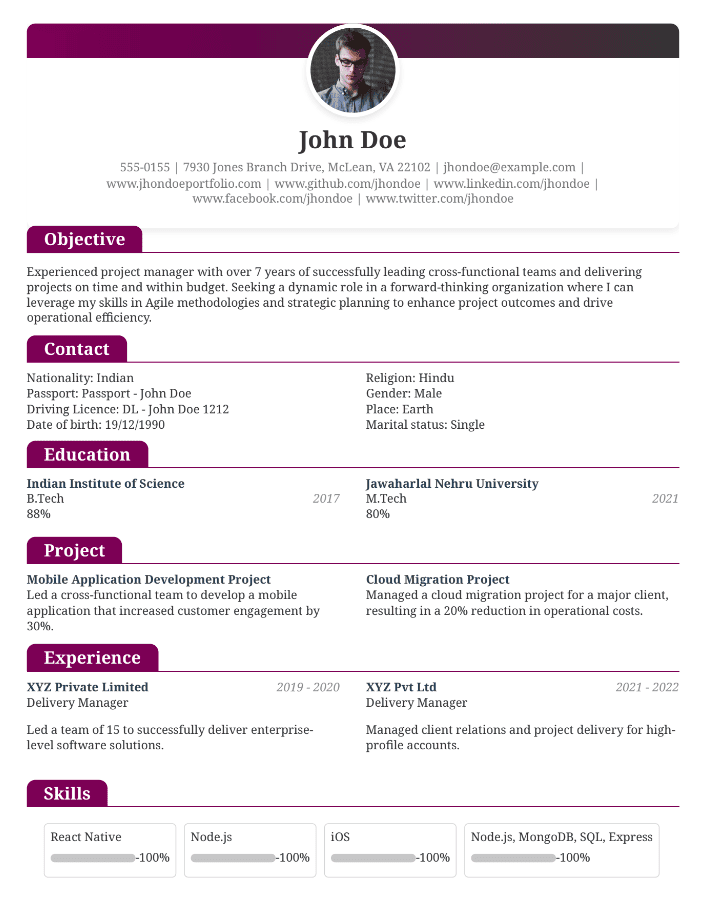 John Doe
555-0155 | 7930 Jones Branch Drive, McLean, VA 22102 | jhondoe@example.com |
www.jhondoeportfolio.com | www.github.com/jhondoe | www.linkedin.com/jhondoe |
www.facebook.com/jhondoe | www.twitter.com/jhondoe
Objective
Experienced project manager with over 7 years of successfully leading cross-functional teams and delivering
projects on time and within budget. Seeking a dynamic role in a forward-thinking organization where I can
leverage my skills in Agile methodologies and strategic planning to enhance project outcomes and drive
operational efficiency.
Contact
Nationality: Indian
Passport: Passport - John Doe
Driving Licence: DL - John Doe 1212
Date of birth: 19/12/1990
Religion: Hindu
Gender: Male
Place: Earth
Marital status: Single
Education
Indian Institute of Science
B.Tech 2017
88%
Jawaharlal Nehru University
M.Tech 2021
80%
Project
Mobile Application Development Project
Led a cross-functional team to develop a mobile
application that increased customer engagement by
30%.
Cloud Migration Project
Managed a cloud migration project for a major client,
resulting in a 20% reduction in operational costs.
Experience
XYZ Private Limited 2019 - 2020
Delivery Manager
Led a team of 15 to successfully deliver enterprise-
level software solutions.
XYZ Pvt Ltd 2021 - 2022
Delivery Manager
Managed client relations and project delivery for high-
profile accounts.
Skills
React Native
-100%
Node.js
-100%
iOS
-100%
Node.js, MongoDB, SQL, Express
-100%